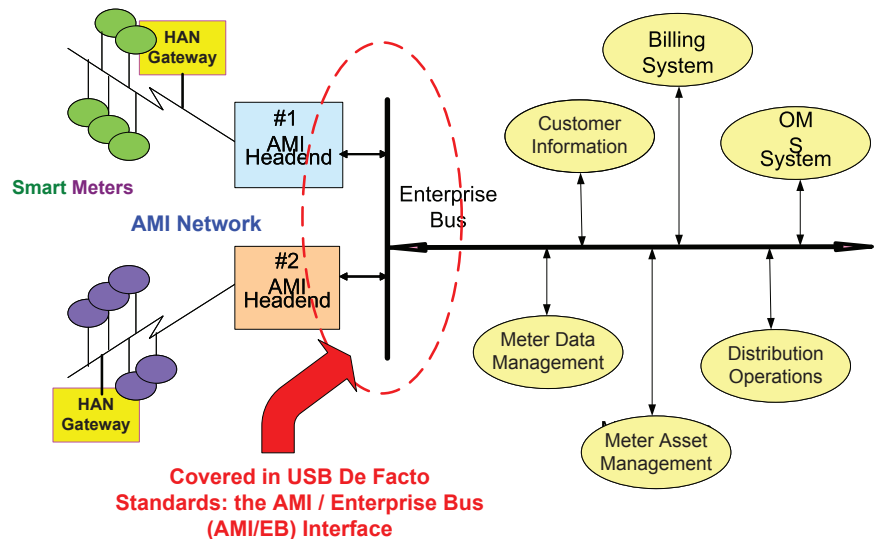 HAN
Gateway
#1
AMI
Headend
Smart Meters
AMI Network
#2
AMI
Headend
HAN
Gateway
Enterprise
Bus
Billing
System
Customer
Information
OM
S
System
Meter Data
Management
Distribution
Operations
Meter Asset
Management
Covered in USB De Facto
Standards: the AMI / Enterprise Bus
(AMI/EB) Interface